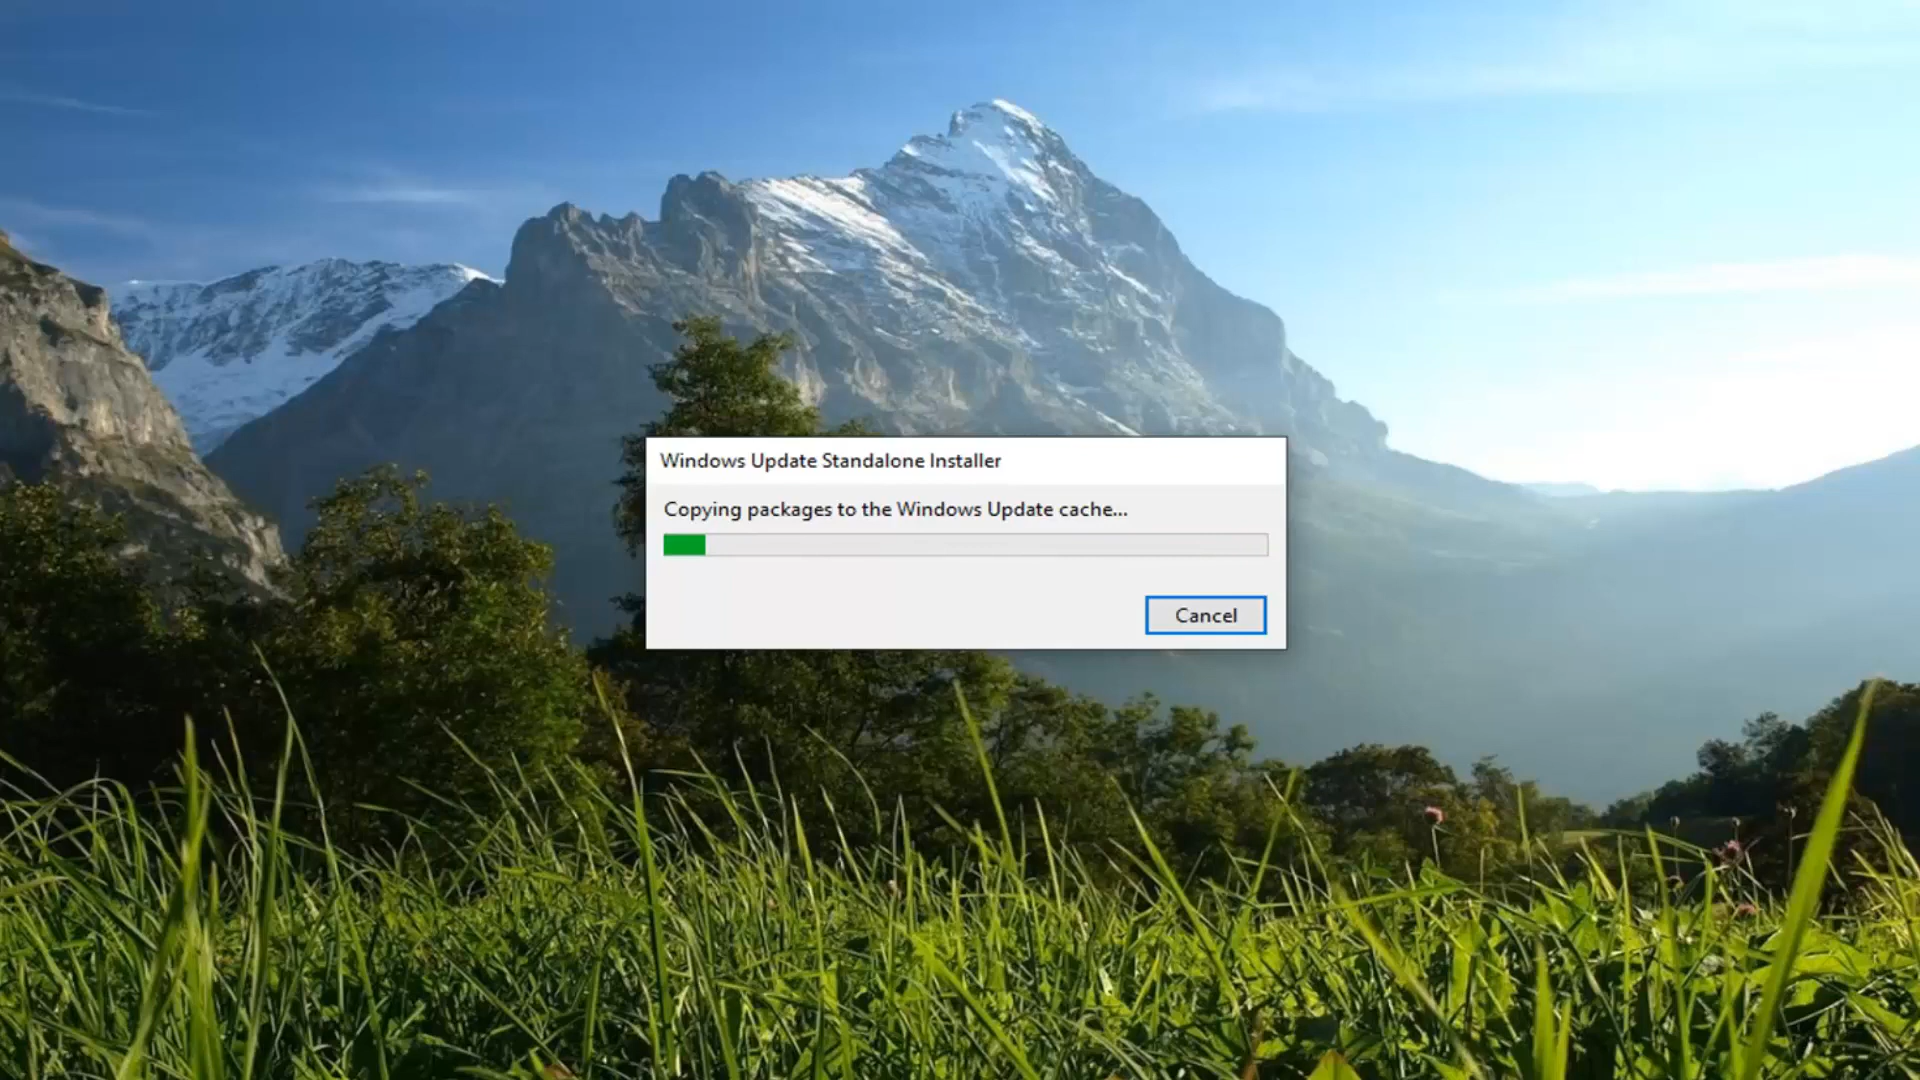 Windows Update Standalone Installer
Copying packages to the Windows Update cache...
Cancel